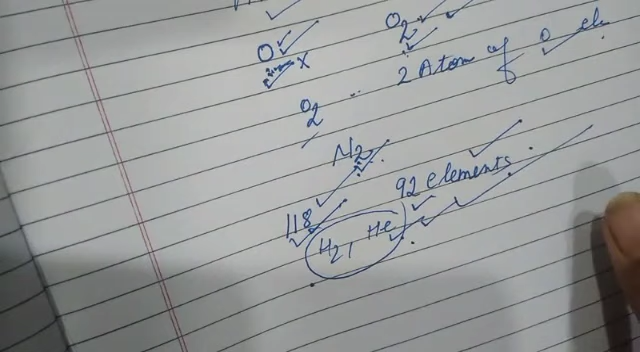 O O2
x
O2 .. 2 Atom of O ele
N2
92 elements
118
H2, He